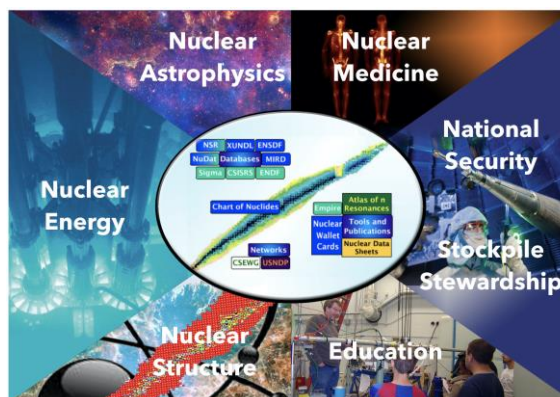 Nuclear
Astrophysics
Nuclear
Medicine
National
Security
Nuclear
Energy
NSR XUNDL ENSDF
NuDat Databases MIRD
Sigma CSISRS ENDF
Chart of Nuclides
Empire
Atlas of n
Resonances
Nuclear
Wallet
Cards
Tools and
Publications
Nuclear Data
Sheets
Networks
CSEWG USNDP
Stockpile
Stewardship
Nuclear
Structure
Education